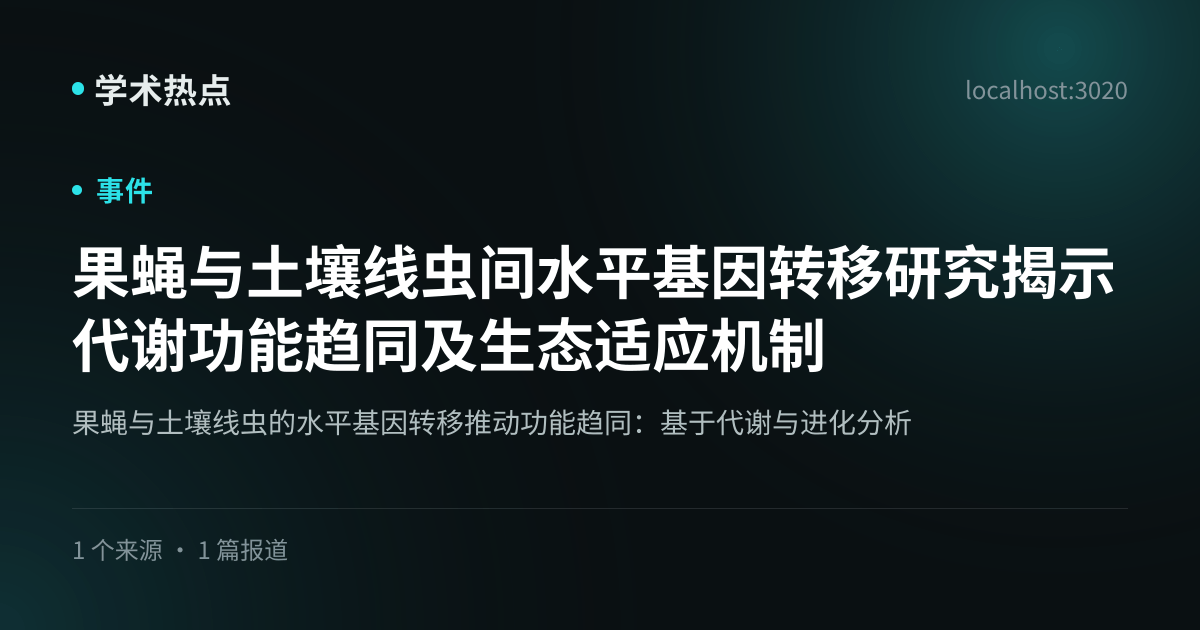 学术热点
localhost:3020
事件
果蝇与土壤线虫间水平基因转移研究揭示
代谢功能趋同及生态适应机制
果蝇与土壤线虫的水平基因转移推动功能趋同：基于代谢与进化分析
1 个来源 · 1 篇报道